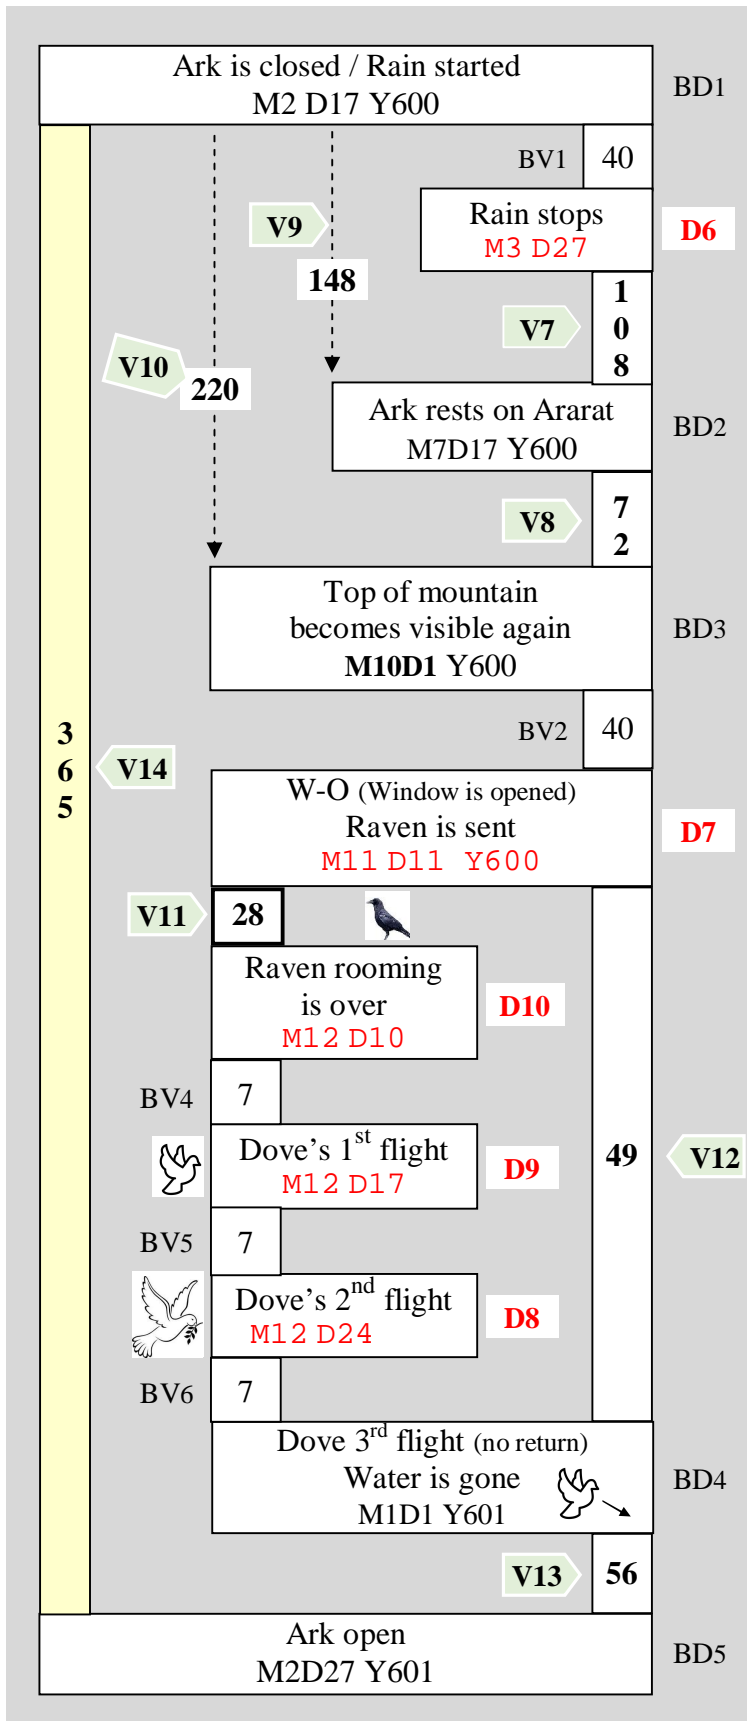 Ark is closed / Rain started
M2 D17 Y600
BD1
BV1
40
Rain stops
M3 D27
D6
V9
148
V7
1
0
8
V10
220
Ark rests on Ararat
M7D17 Y600
BD2
V8
7
2
Top of mountain
becomes visible again
M10D1 Y600
BD3
BV2
40
3
6
5
V14
W-O (Window is opened)
Raven is sent
M11 D11 Y600
D7
V11
28
Raven rooming
is over
M12 D10
D10
BV4
7
Dove's 1st flight
M12 D17
D9
49
V12
BV5
7
Dove's 2nd flight
M12 D24
D8
BV6
7
Dove 3rd flight (no return)
Water is gone
M1D1 Y601
BD4
V13
56
Ark open
M2D27 Y601
BD5